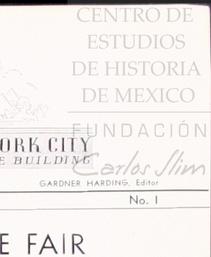 CENTRO DE
ESTUDIOS
DE HISTORIA
DE MEXICO
FUNDACIÓN
Carlos Slim
ORK CITY
E BUILDING
GARDNER HARDING, Editor
No. 1
E FAIR